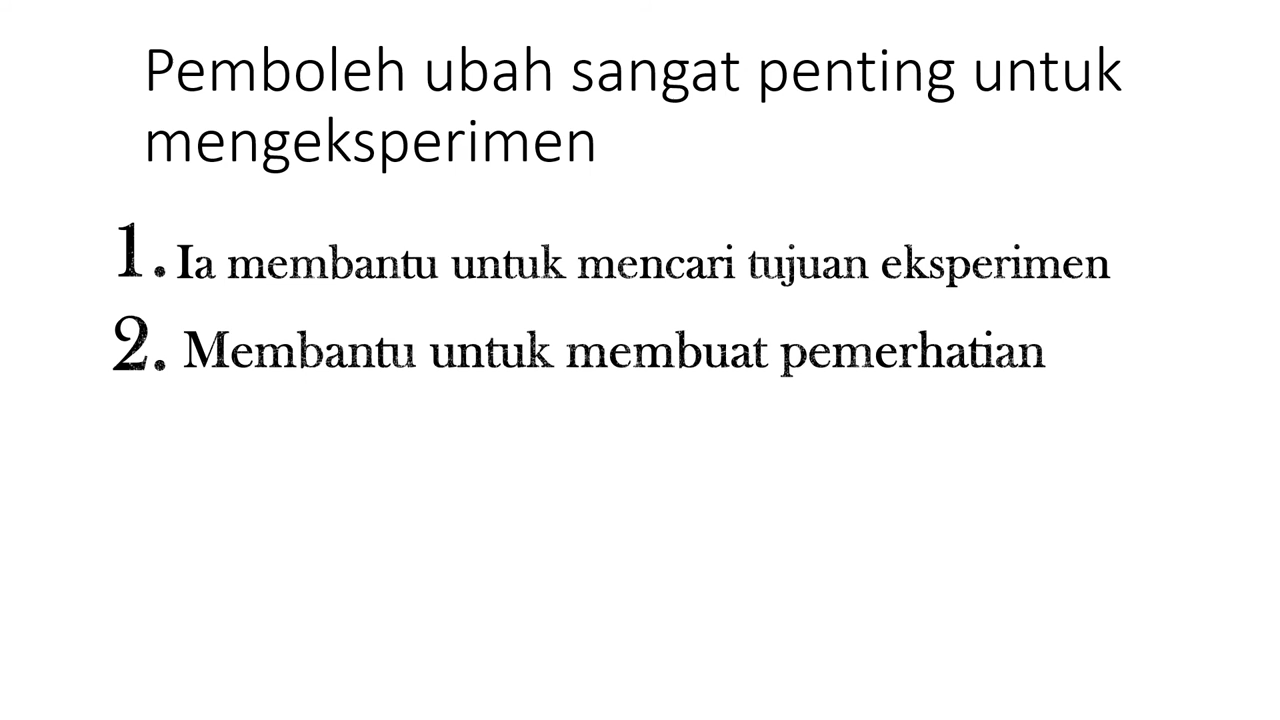 Pemboleh ubah sangat penting untuk
mengeksperimen
1. Ia membantu untuk mencari tujuan eksperimen
2. Membantu untuk membuat pemerhatian